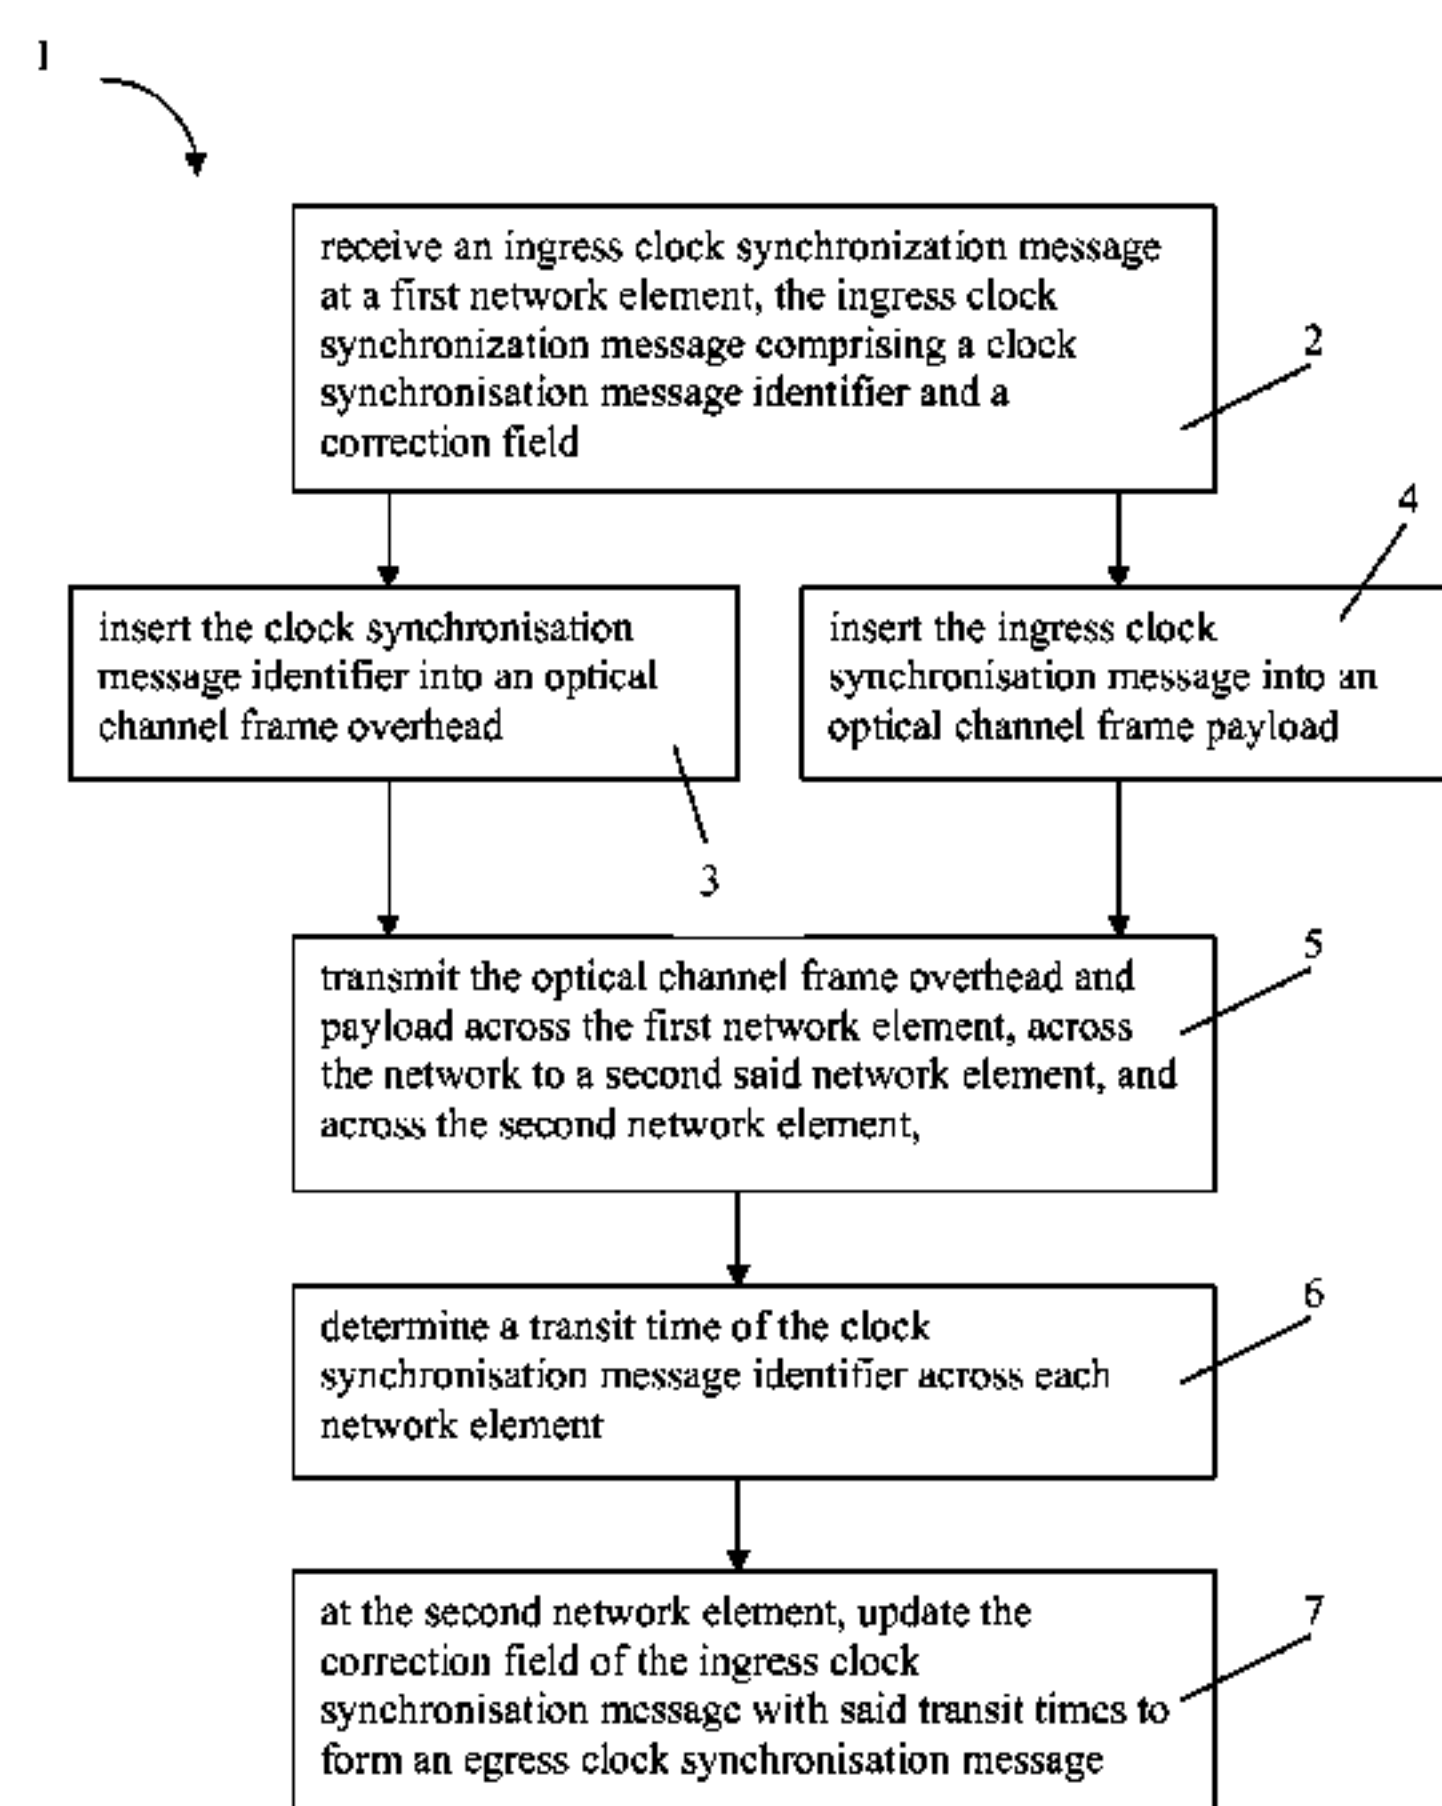 1
receive an ingress clock synchronization message
at a first network element, the ingress clock
synchronization message comprising a clock
synchronisation message identifier and a
correction field
2
4
insert the clock synchronisation
message identifier into an optical
channel frame overhead
insert the ingress clock
synchronisation message into an
optical channel frame payload
3
transmit the optical channel frame overhead and
payload across the first network element, across
the network to a second said network element, and
across the second network element,
5
determine a transit time of the clock
synchronisation message identifier across each
network element
6
at the second network element, update the
correction field of the ingress clock
synchronisation message with said transit times to
form an egress clock synchronisation message
7